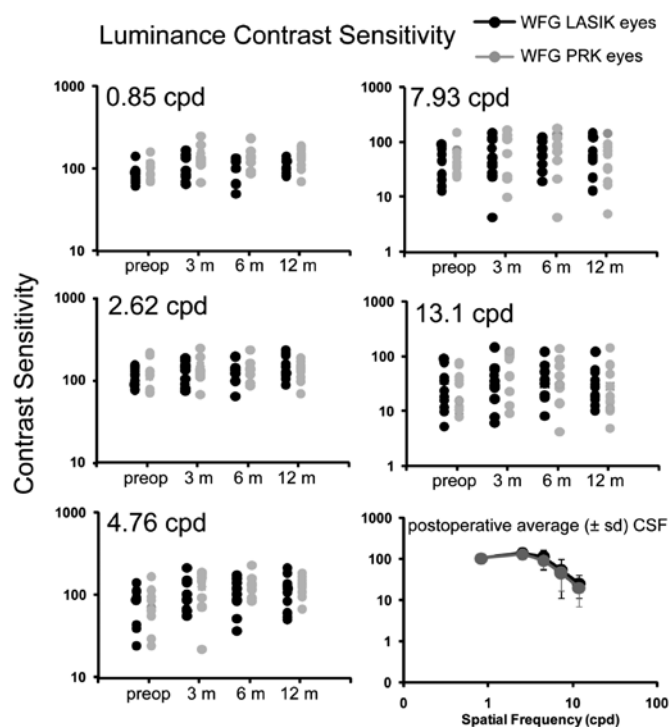 Luminance Contrast Sensitivity
WFG LASIK eyes
WFG PRK eyes
Contrast Sensitivity
0.85 cpd
1000
100
10
preop 3 m 6 m 12 m
7.93 cpd
1000
100
10
1
preop 3 m 6 m 12 m
2.62 cpd
1000
100
10
preop 3 m 6 m 12 m
13.1 cpd
1000
100
10
1
preop 3 m 6 m 12 m
4.76 cpd
1000
100
10
preop 3 m 6 m 12 m
postoperative average (± sd) CSF
1000
100
10
1
0
0 1 10 100
Spatial Frequency (cpd)